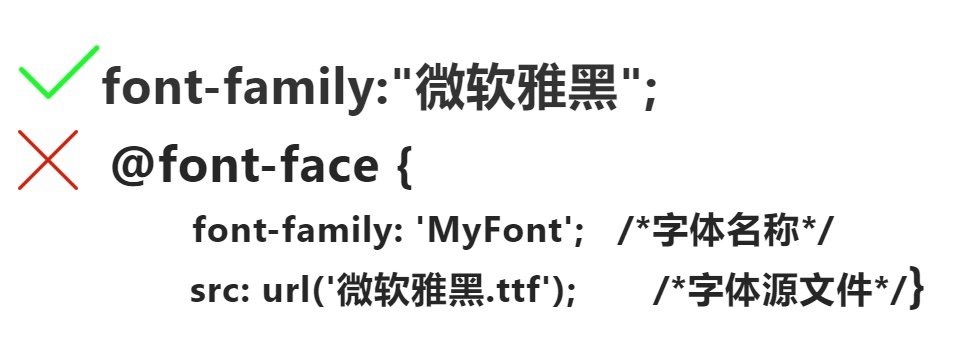 font-family:"微软雅黑";
@font-face {
font-family: 'MyFont'; /*字体名称*/
src: url('微软雅黑.ttf'); /*字体源文件*/}